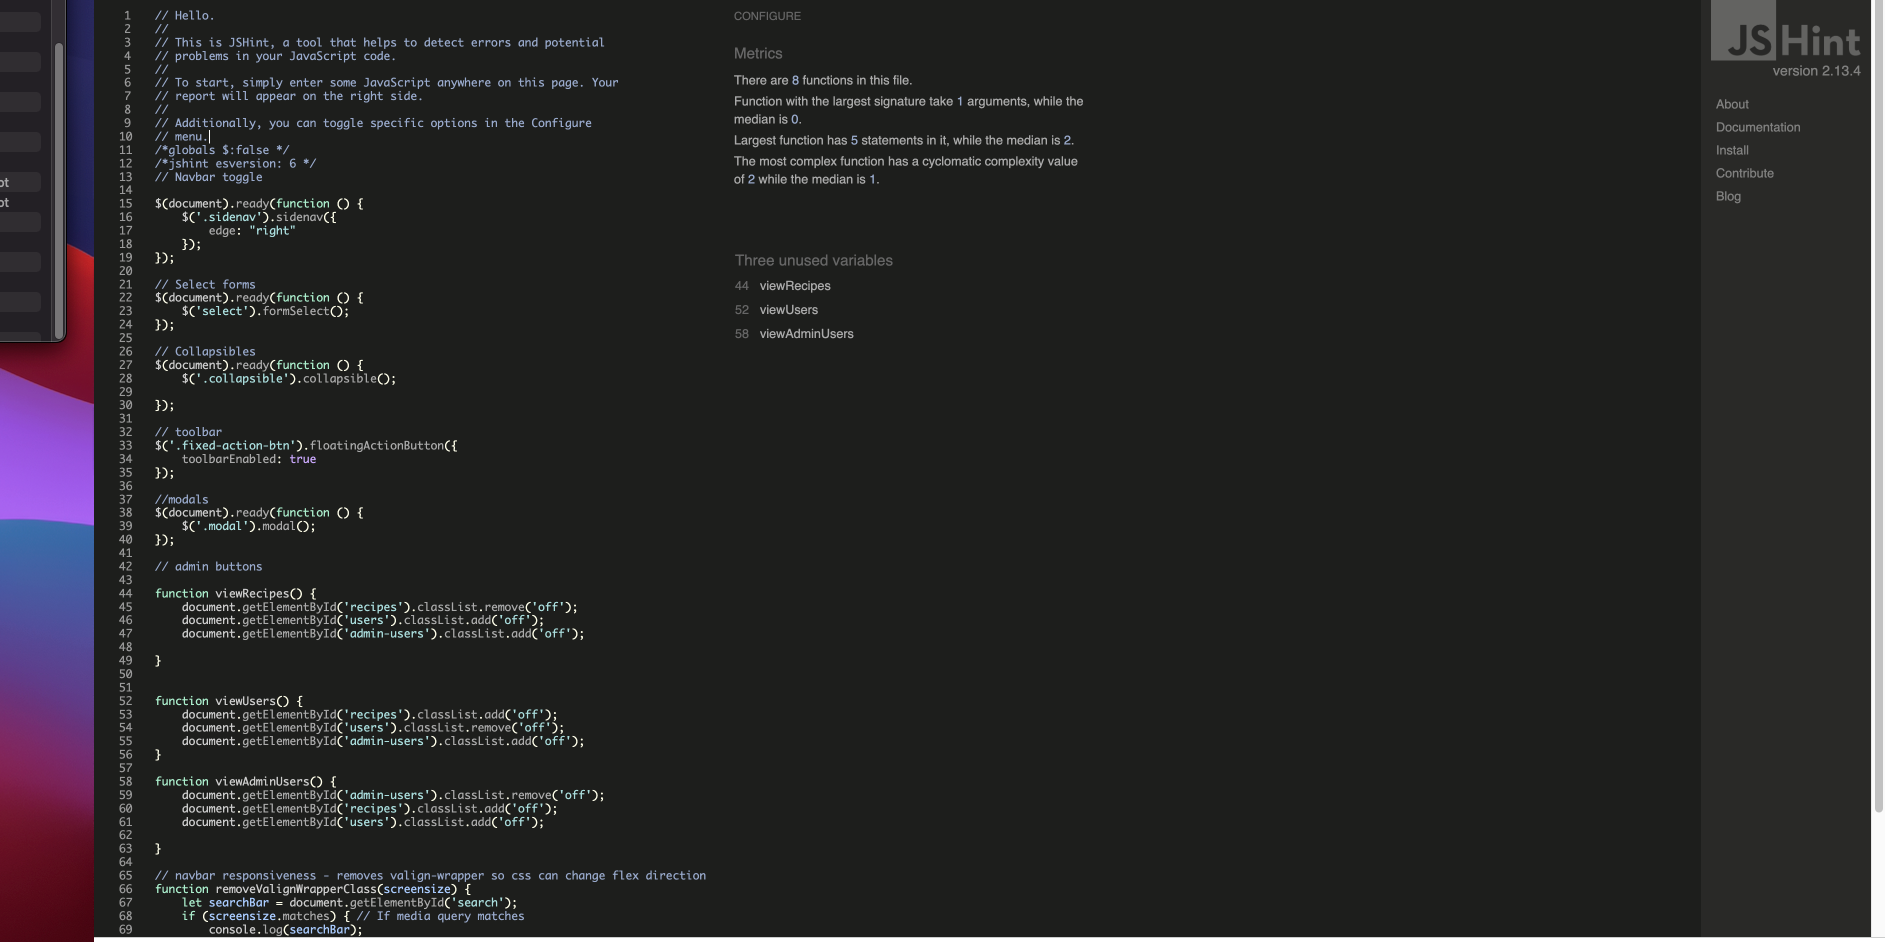 ot
ot
1 // Hello.
2 //
3 // This is JSHint, a tool that helps to detect errors and potential
4 // problems in your JavaScript code.
5 //
6 // To start, simply enter some JavaScript anywhere on this page. Your
7 // report will appear on the right side.
8 //
9 // Additionally, you can toggle specific options in the Configure
10 // menu.
11 /*globals $:false */
12 /*jshint esversion: 6 */
13 // Navbar toggle
14
15 $(document).ready(function () {
16     $('.sidenav').sidenav({
17         edge: "right"
18     });
19 });
20
21 // Select forms
22 $(document).ready(function () {
23     $('select').formSelect();
24 });
25
26 // Collapsibles
27 $(document).ready(function () {
28     $('.collapsible').collapsible();
29
30 });
31
32 // toolbar
33 $('.fixed-action-btn').floatingActionButton({
34     toolbarEnabled: true
35 });
36
37 //modals
38 $(document).ready(function () {
39     $('.modal').modal();
40 });
41
42 // admin buttons
43
44 function viewRecipes() {
45     document.getElementById('recipes').classList.remove('off');
46     document.getElementById('users').classList.add('off');
47     document.getElementById('admin-users').classList.add('off');
48
49 }
50
51
52 function viewUsers() {
53     document.getElementById('recipes').classList.add('off');
54     document.getElementById('users').classList.remove('off');
55     document.getElementById('admin-users').classList.add('off');
56 }
57
58 function viewAdminUsers() {
59     document.getElementById('admin-users').classList.remove('off');
60     document.getElementById('recipes').classList.add('off');
61     document.getElementById('users').classList.add('off');
62
63 }
64
65 // navbar responsiveness - removes valign-wrapper so css can change flex direction
66 function removeValignWrapperClass(screensize) {
67     let searchBar = document.getElementById('search');
68     if (screensize.matches) { // If media query matches
69         console.log(searchBar);
CONFIGURE
Metrics
There are 8 functions in this file.
Function with the largest signature take 1 arguments, while the
median is 0.
Largest function has 5 statements in it, while the median is 2.
The most complex function has a cyclomatic complexity value
of 2 while the median is 1.
Three unused variables
44 viewRecipes
52 viewUsers
58 viewAdminUsers
JSHint
version 2.13.4
About
Documentation
Install
Contribute
Blog